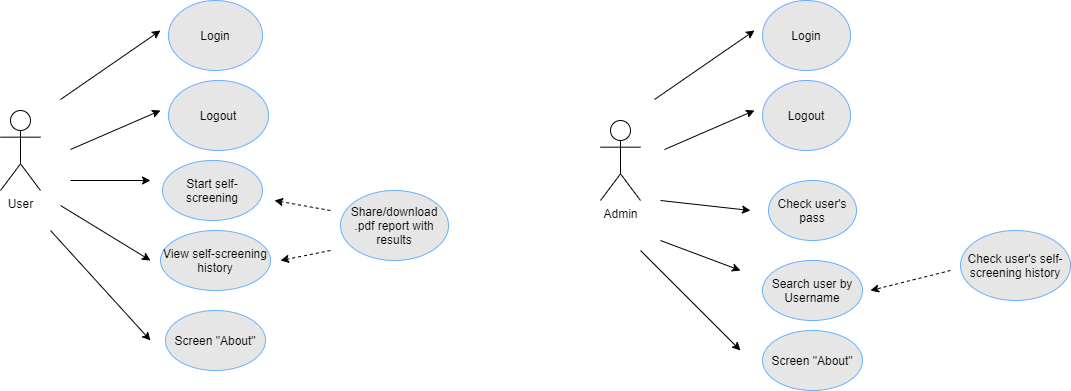 Login
Logout
User
Start self-
screening
Share/download
.pdf report with
results
View self-screening
history
Screen "About"
Login
Logout
Admin
Check user's
pass
Search user by
Username
Check user's self-
screening history
Screen "About"